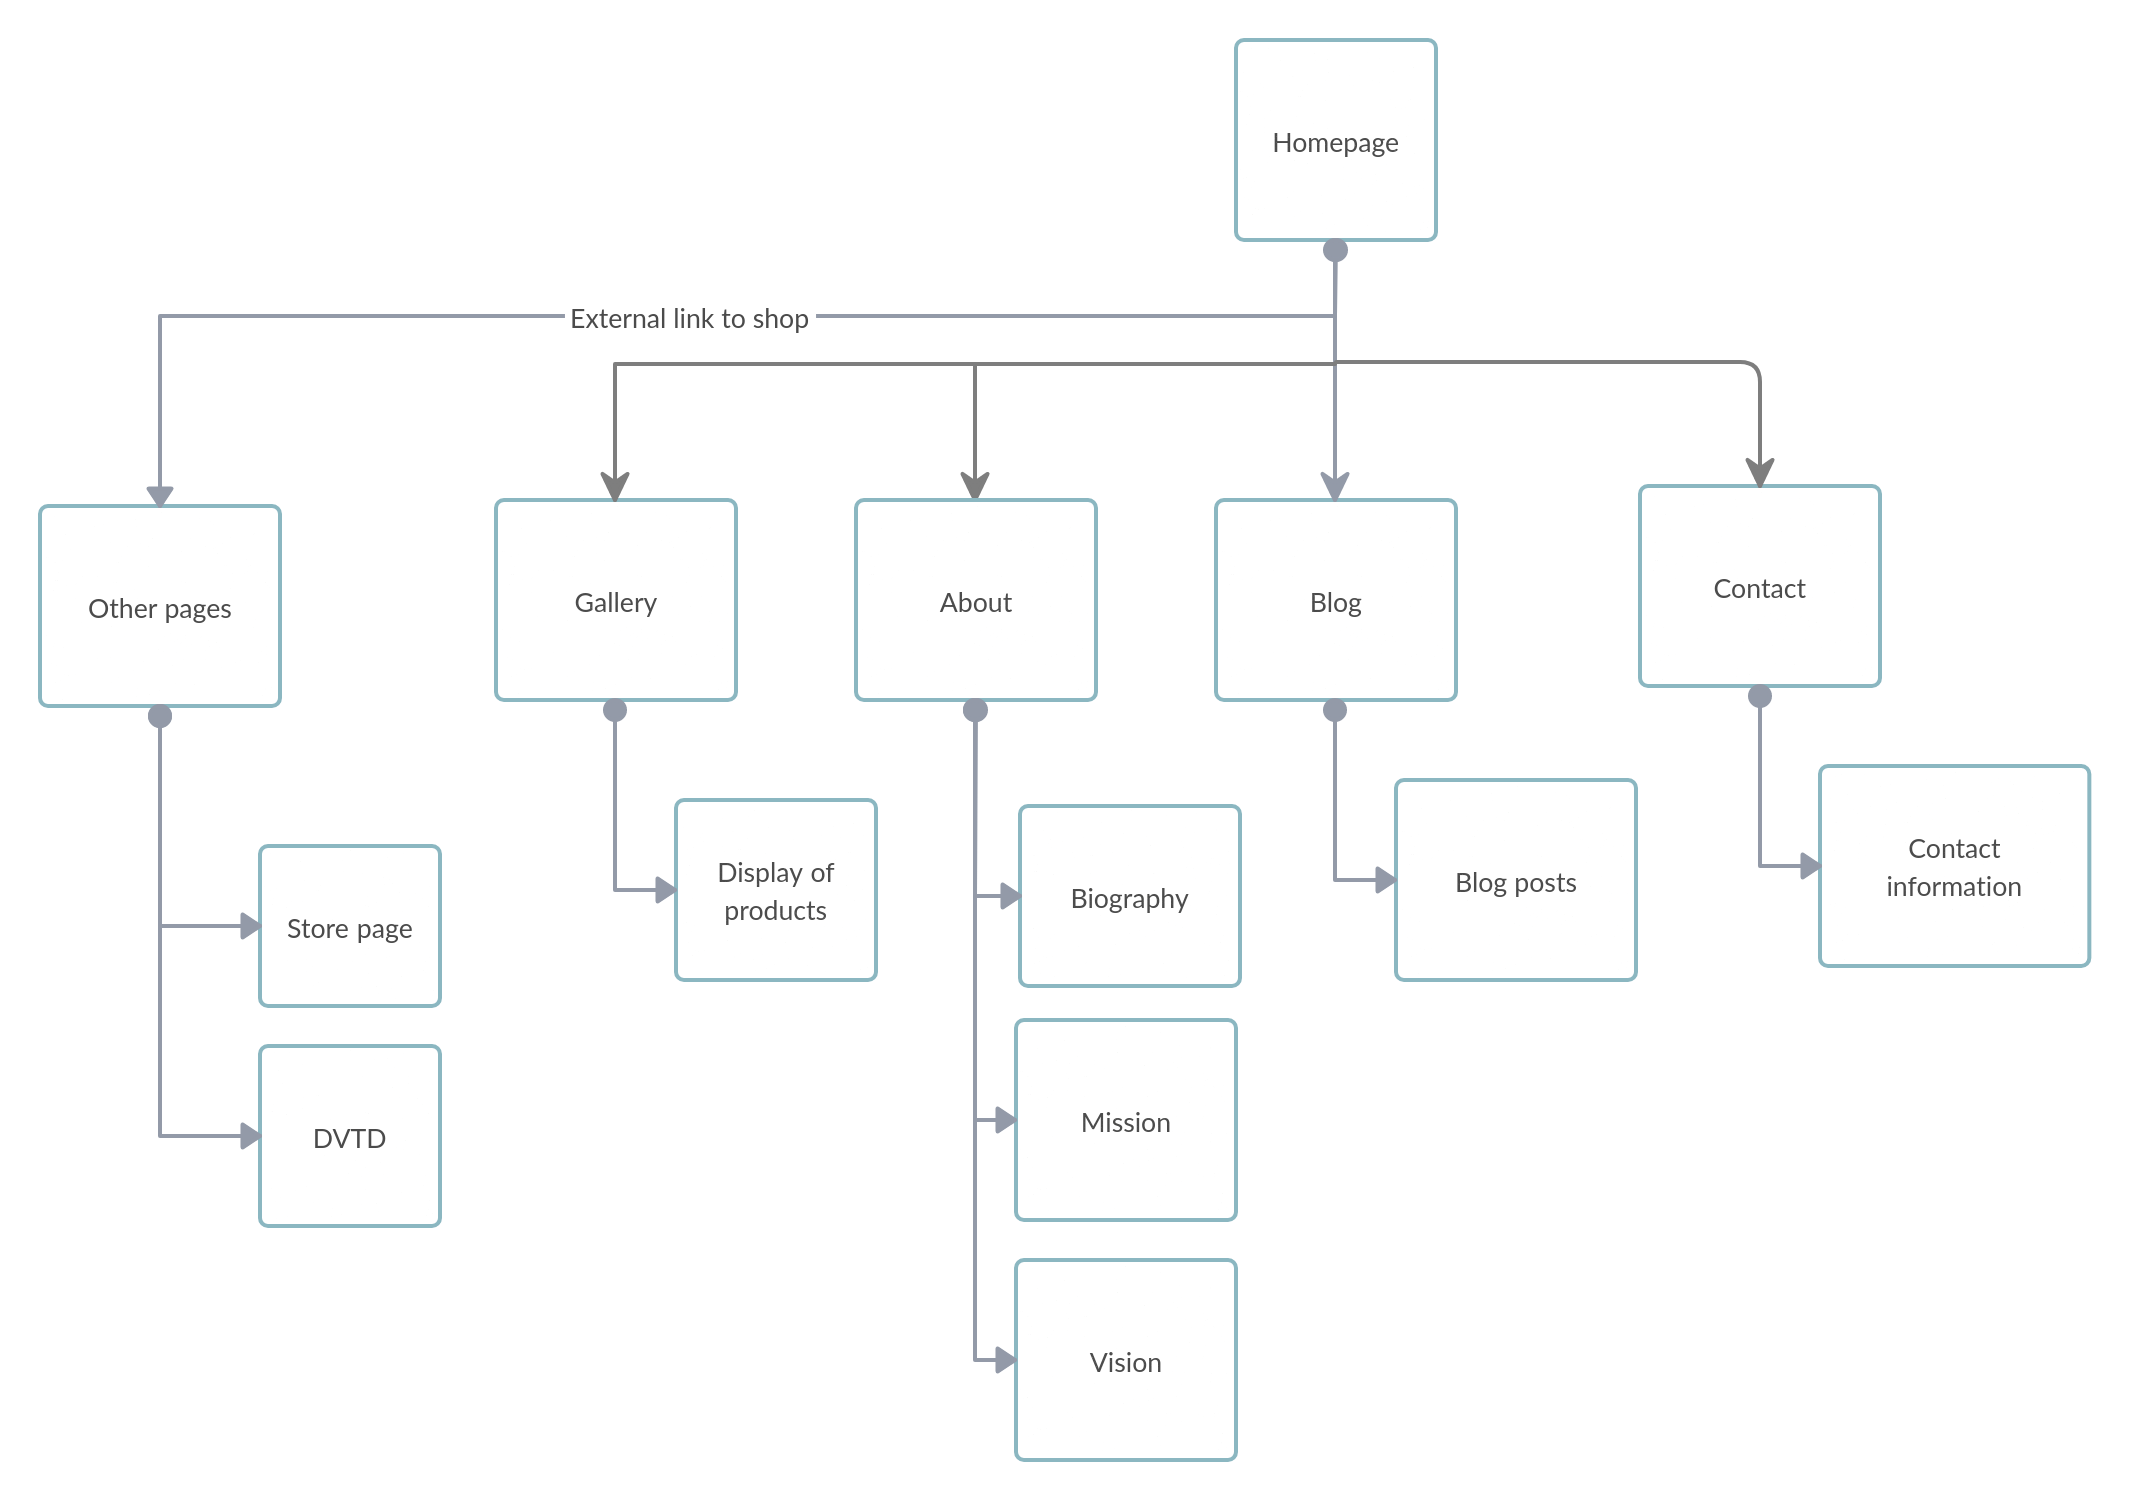 Homepage
External link to shop
Other pages
Gallery
About
Blog
Contact
Store page
DVTD
Display of
products
Biography
Mission
Vision
Blog posts
Contact
information